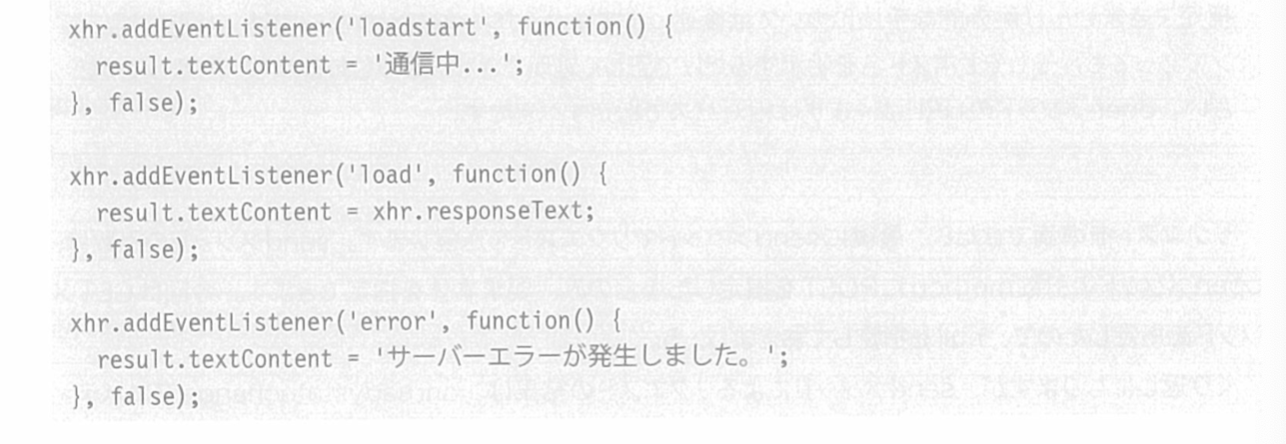 xhr.addEventListener('loadstart', function() {
  result.textContent = '通信中...';
}, false);

xhr.addEventListener('load', function() {
  result.textContent = xhr.responseText;
}, false);

xhr.addEventListener('error', function() {
  result.textContent = 'サーバーエラーが発生しました。';
}, false);